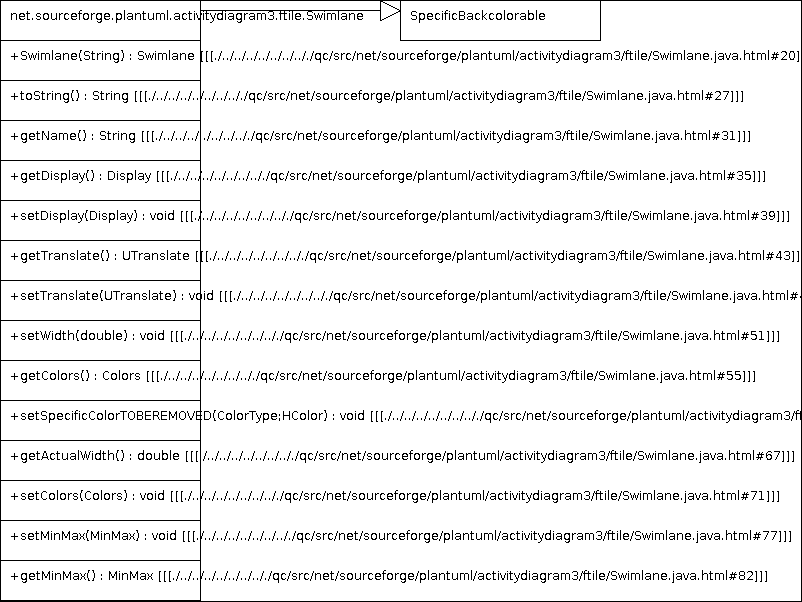 net.sourceforge.plantuml.activitydiagram3.ftile.Swimlane
SpecificBackcolorable
+Swimlane(String) : Swimlane [[[./../../../../../../../../qc/src/net/sourceforge/plantuml/activitydiagram3/ftile/Swimlane.java.html#20]
+toString() : String [[[./../../../../../../../../qc/src/net/sourceforge/plantuml/activitydiagram3/ftile/Swimlane.java.html#27]]]
+getName() : String [[[./../../../../../../../../qc/src/net/sourceforge/plantuml/activitydiagram3/ftile/Swimlane.java.html#31]]]
+getDisplay() : Display [[[./../../../../../../../../qc/src/net/sourceforge/plantuml/activitydiagram3/ftile/Swimlane.java.html#35]]]
+setDisplay(Display) : void [[[./../../../../../../../../qc/src/net/sourceforge/plantuml/activitydiagram3/ftile/Swimlane.java.html#39]]]
+getTranslate() : UTranslate [[[./../../../../../../../../qc/src/net/sourceforge/plantuml/activitydiagram3/ftile/Swimlane.java.html#43]]]
+setTranslate(UTranslate) : void [[[./../../../../../../../../qc/src/net/sourceforge/plantuml/activitydiagram3/ftile/Swimlane.java.html#
+setWidth(double) : void [[[./../../../../../../../../qc/src/net/sourceforge/plantuml/activitydiagram3/ftile/Swimlane.java.html#51]]]
+getColors() : Colors [[[./../../../../../../../../qc/src/net/sourceforge/plantuml/activitydiagram3/ftile/Swimlane.java.html#55]]]
+setSpecificColorTOBEREMOVED(ColorType;HColor) : void [[[./../../../../../../../../qc/src/net/sourceforge/plantuml/activitydiagram3/
+getActualWidth() : double [[[./../../../../../../../../qc/src/net/sourceforge/plantuml/activitydiagram3/ftile/Swimlane.java.html#67]]]
+setColors(Colors) : void [[[./../../../../../../../../qc/src/net/sourceforge/plantuml/activitydiagram3/ftile/Swimlane.java.html#71]]]
+setMinMax(MinMax) : void [[[./../../../../../../../../qc/src/net/sourceforge/plantuml/activitydiagram3/ftile/Swimlane.java.html#77]]]
+getMinMax() : MinMax [[[./../../../../../../../../qc/src/net/sourceforge/plantuml/activitydiagram3/ftile/Swimlane.java.html#82]]]